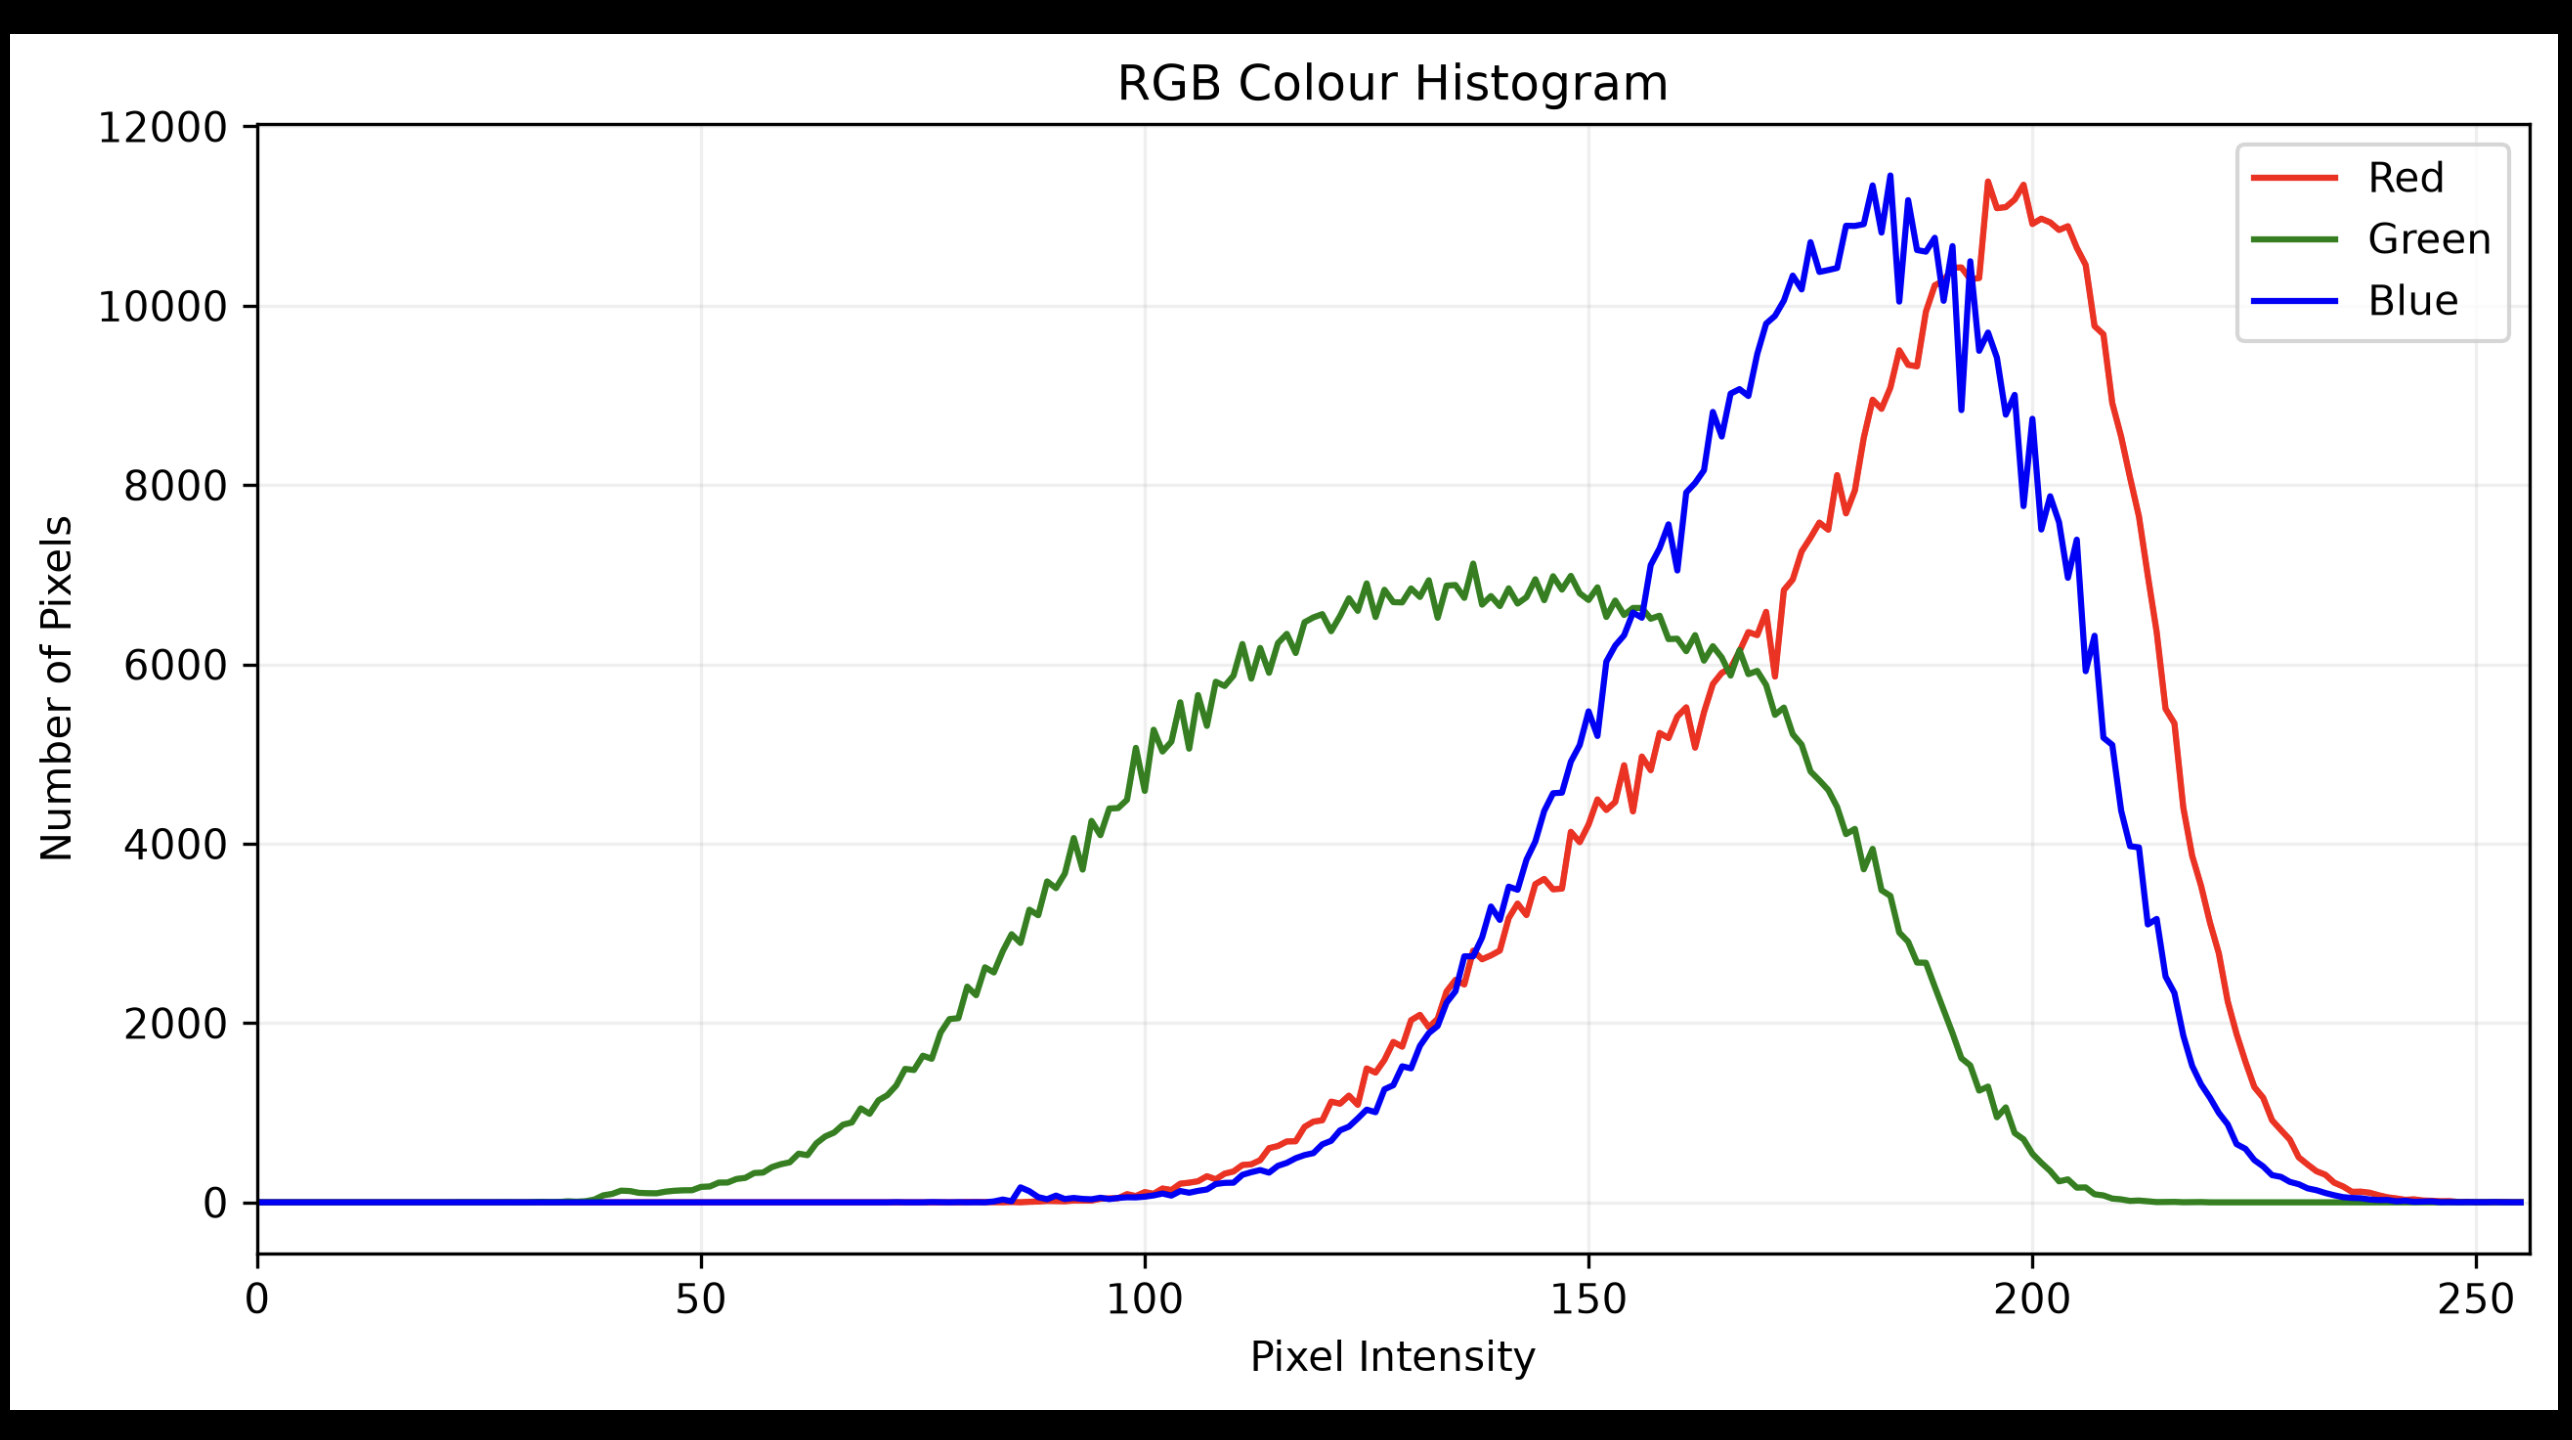 RGB Colour Histogram
12000
10000
8000
6000
4000
2000
0
Number of Pixels
Red
Green
Blue
0 50 100 150 200 250
Pixel Intensity